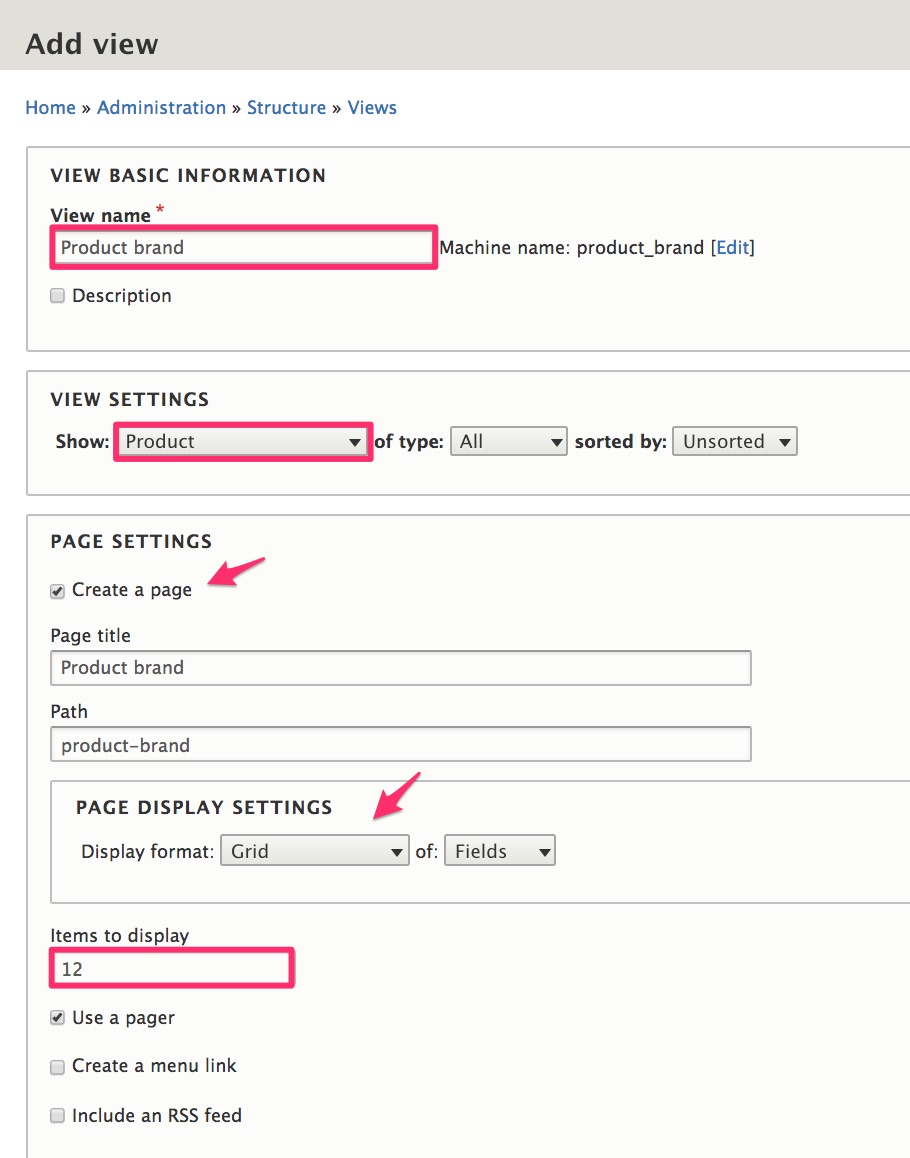 Add view
Home » Administration » Structure » Views
VIEW BASIC INFORMATION
View name *
Product brand Machine name: product_brand [Edit]
Description
VIEW SETTINGS
Show: Product of type: All sorted by: Unsorted
PAGE SETTINGS
Create a page
Page title
Product brand
Path
product-brand
PAGE DISPLAY SETTINGS
Display format: Grid of: Fields
Items to display
12
Use a pager
Create a menu link
Include an RSS feed